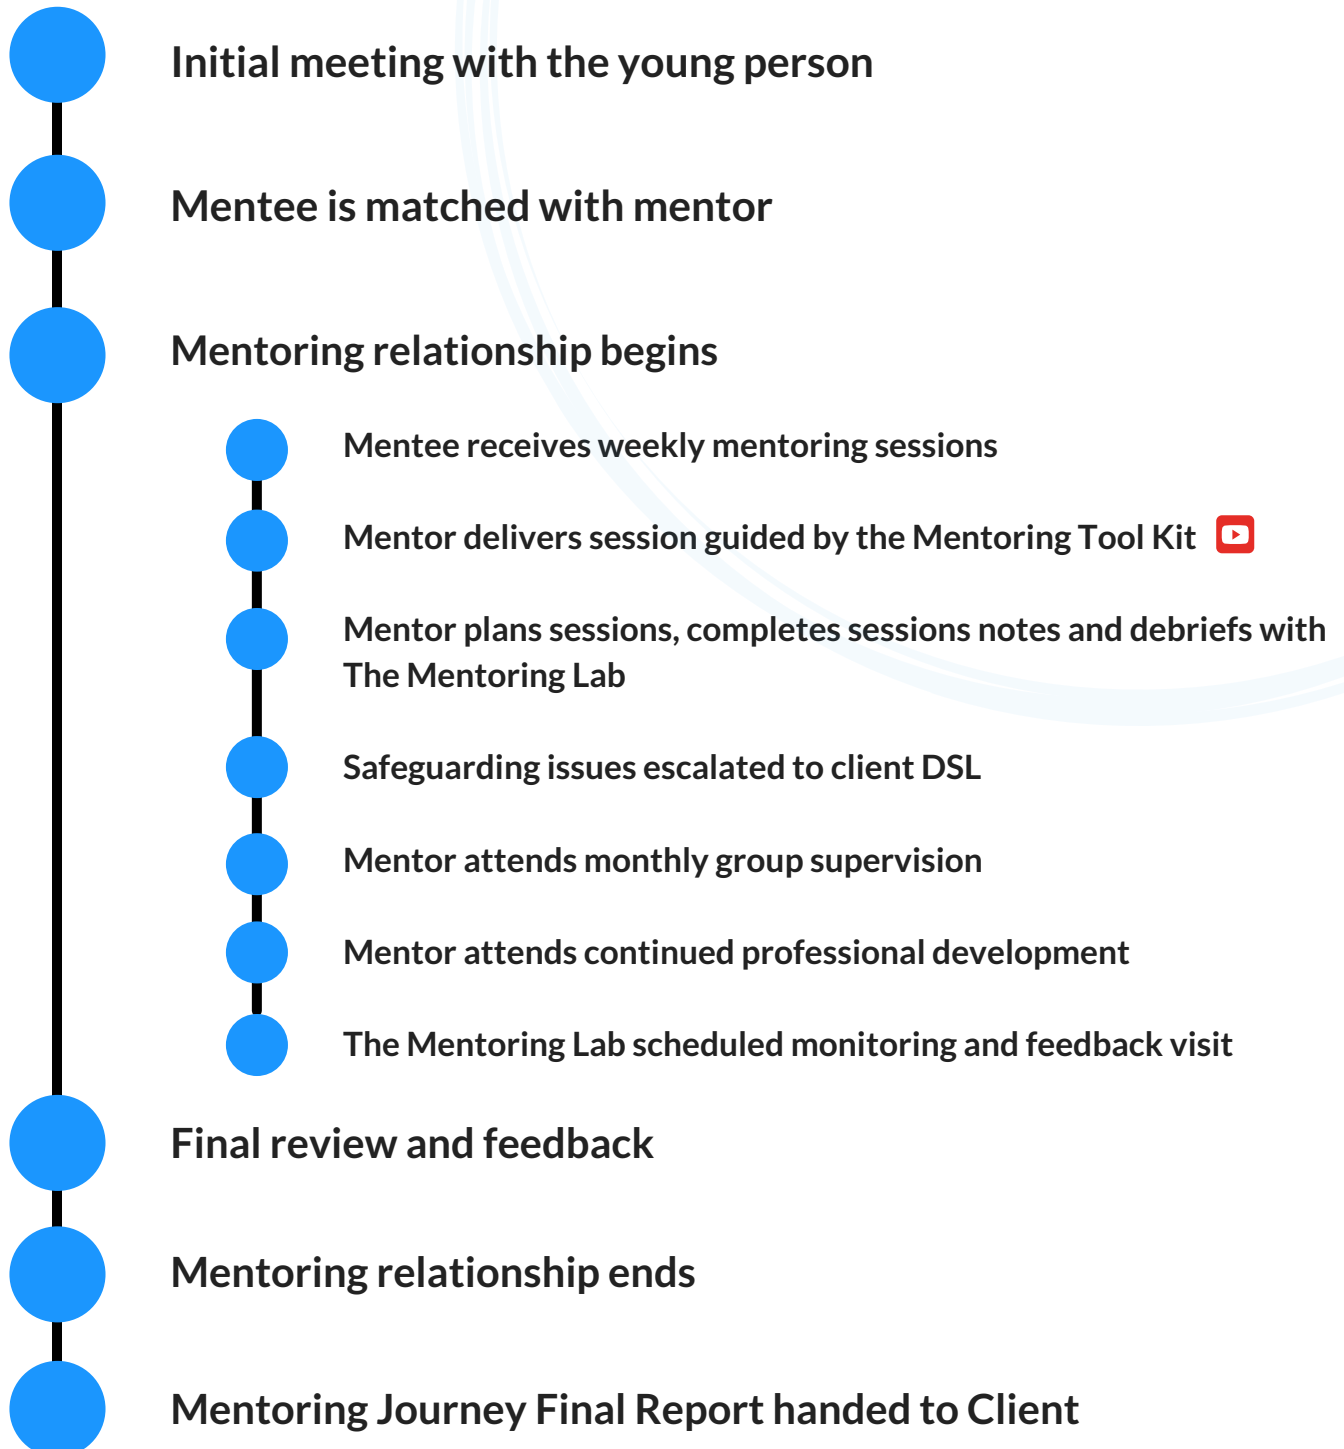 Initial meeting with the young person
Mentee is matched with mentor
Mentoring relationship begins
Mentee receives weekly mentoring sessions
Mentor delivers session guided by the Mentoring Tool Kit
Mentor plans sessions, completes sessions notes and debriefs with
The Mentoring Lab
Safeguarding issues escalated to client DSL
Mentor attends monthly group supervision
Mentor attends continued professional development
The Mentoring Lab scheduled monitoring and feedback visit
Final review and feedback
Mentoring relationship ends
Mentoring Journey Final Report handed to Client